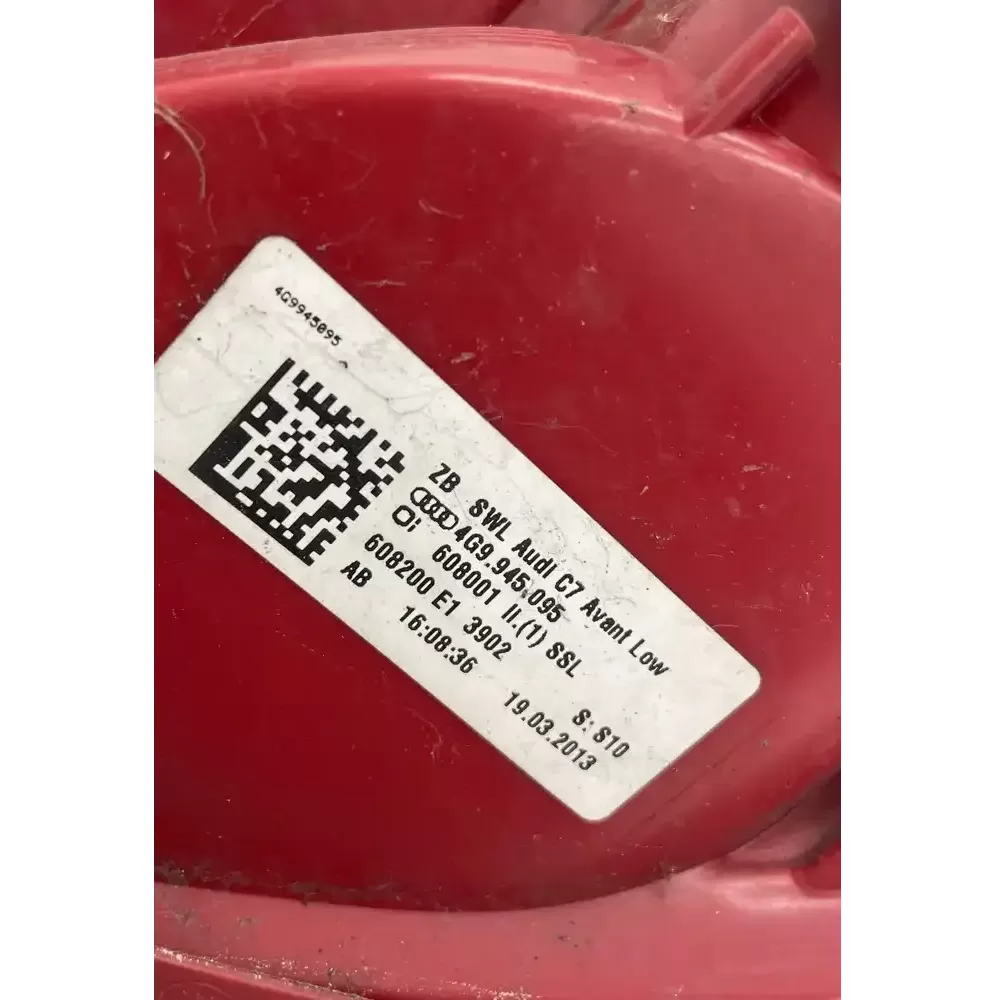 4G9945095
ZB SWL Audi C7 Avant Low
4G9.945.095
608001 II.(1) SSL
608200 E1 3902 S: S10
AB 16:08:36 19.03.2013